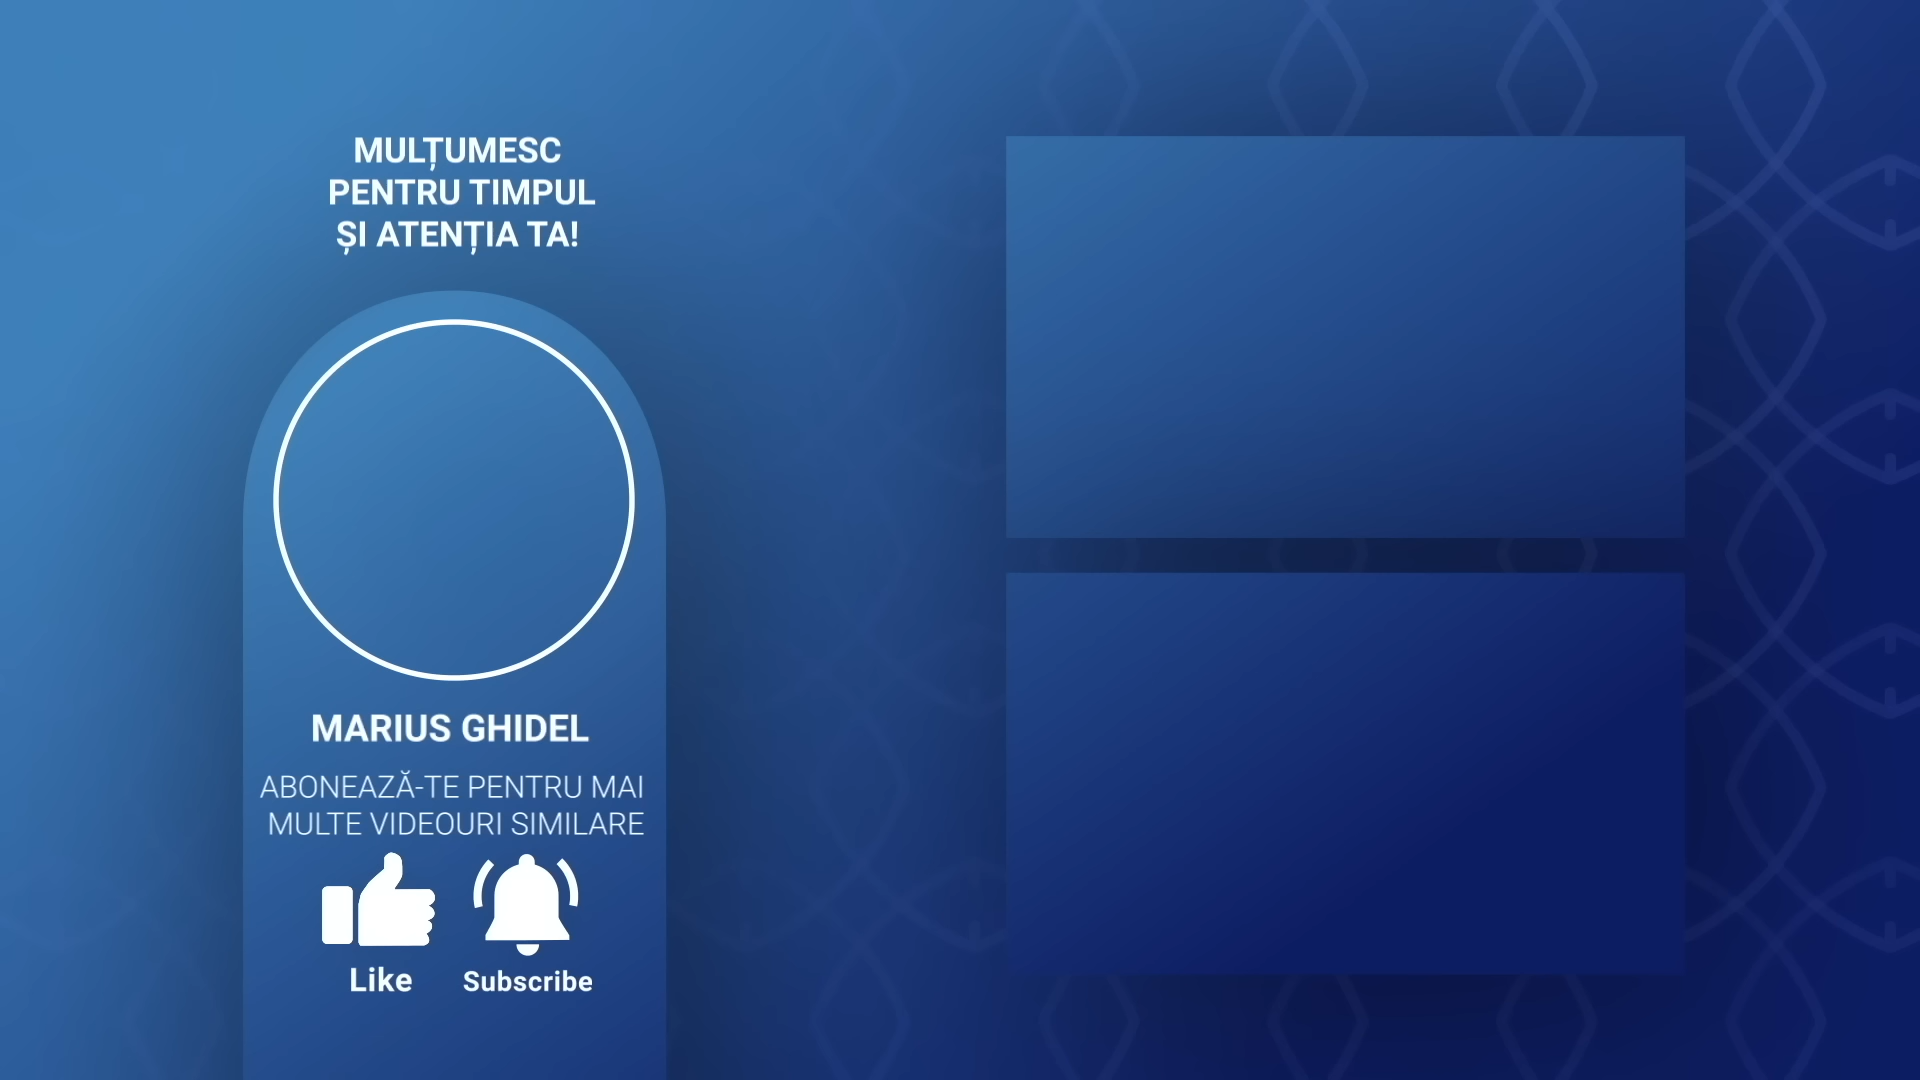 MULȚUMESC
PENTRU TIMPUL
ȘI ATENȚIA TA!
MARIUS GHIDEL
ABONEAZĂ-TE PENTRU MAI
MULTE VIDEOURI SIMILARE
Like
Subscribe